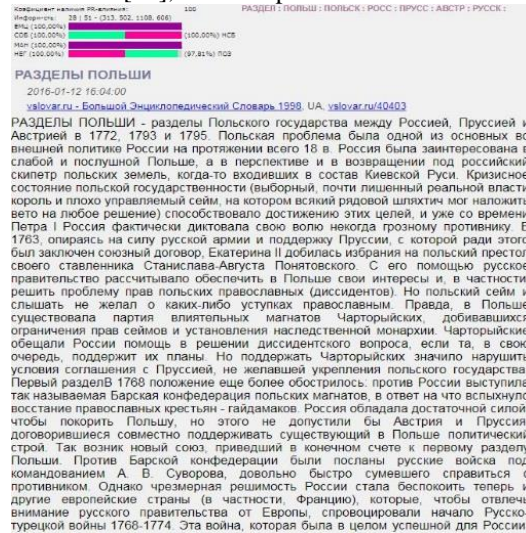 Коэффициент наличия PR-влияния: 100
РАЗДЕЛ : ПОЛЬШ : ПОЛЬСК : РОСС : ПРУСС : АВСТР : РУССК :
Информ-сть: 28 | 51 - (313, 502, 1108, 606)
ЕМЦ (100,00%)
СОБ (100,00%) (100,00%) НСБ
МАН (100,00%)
НЕГ (100,00%) (97,81%) ПОЗ
РАЗДЕЛЫ ПОЛЬШИ
2016-01-12 16:04:00
vslovar.ru - Большой Энциклопедический Словарь 1998, UA, vslovar.ru/40403
РАЗДЕЛЫ ПОЛЬШИ - разделы Польского государства между Россией, Пруссией и
Австрией в 1772, 1793 и 1795. Польская проблема была одной из основных во
внешней политике России на протяжении всего 18 в. Россия была заинтересована в
слабой и послушной Польше, а в перспективе и в возвращении под российский
скипетр польских земель, когда-то входивших в состав Киевской Руси. Кризисное
состояние польской государственности (выборный, почти лишенный реальной власти
король и плохо управляемый сейм, на котором всякий рядовой шляхтич мог наложить
вето на любое решение) способствовало достижению этих целей, и уже со времени
Петра I Россия фактически диктовала свою волю некогда грозному противнику. В
1763, опираясь на силу русской армии и поддержку Пруссии, с которой ради этого
был заключен союзный договор, Екатерина II добилась избрания на польский престол
своего ставленника Станислава-Августа Понятовского. С его помощью русское
правительство рассчитывало обеспечить в Польше свои интересы и, в частности,
решить проблему прав польских православных (диссидентов). Но польский сейм и
слышать не желал о каких-либо уступках православным. Правда, в Польше
существовала партия влиятельных магнатов Чарторыйских, добивавшихся
ограничения прав сеймов и установления наследственной монархии. Чарторыйские
обещали России помощь в решении диссидентского вопроса, если та, в свою
очередь, поддержит их планы. Но поддержать Чарторыйских значило нарушить
условия соглашения с Пруссией, не желавшей укрепления польского государства.
Первый разделВ 1768 положение еще более обострилось: против России выступила
так называемая Барская конфедерация польских магнатов, в ответ на что вспыхнуло
восстание православных крестьян - гайдамаков. Россия обладала достаточной силой,
чтобы покорить Польшу, но этого не допустили бы Австрия и Пруссия,
договорившиеся совместно поддерживать существующий в Польше политический
строй. Так возник новый союз, приведший в конечном счете к первому разделу
Польши. Против Барской конфедерации были посланы русские войска под
командованием А. В. Суворова, довольно быстро сумевшего справиться с
противником. Однако чрезмерная решимость России стала беспокоить теперь и
другие европейские страны (в частности, Францию), которые, чтобы отвлечь
внимание русского правительства от Европы, спровоцировали начало Русско-
турецкой войны 1768-1774. Эта война, которая была в целом успешной для России,